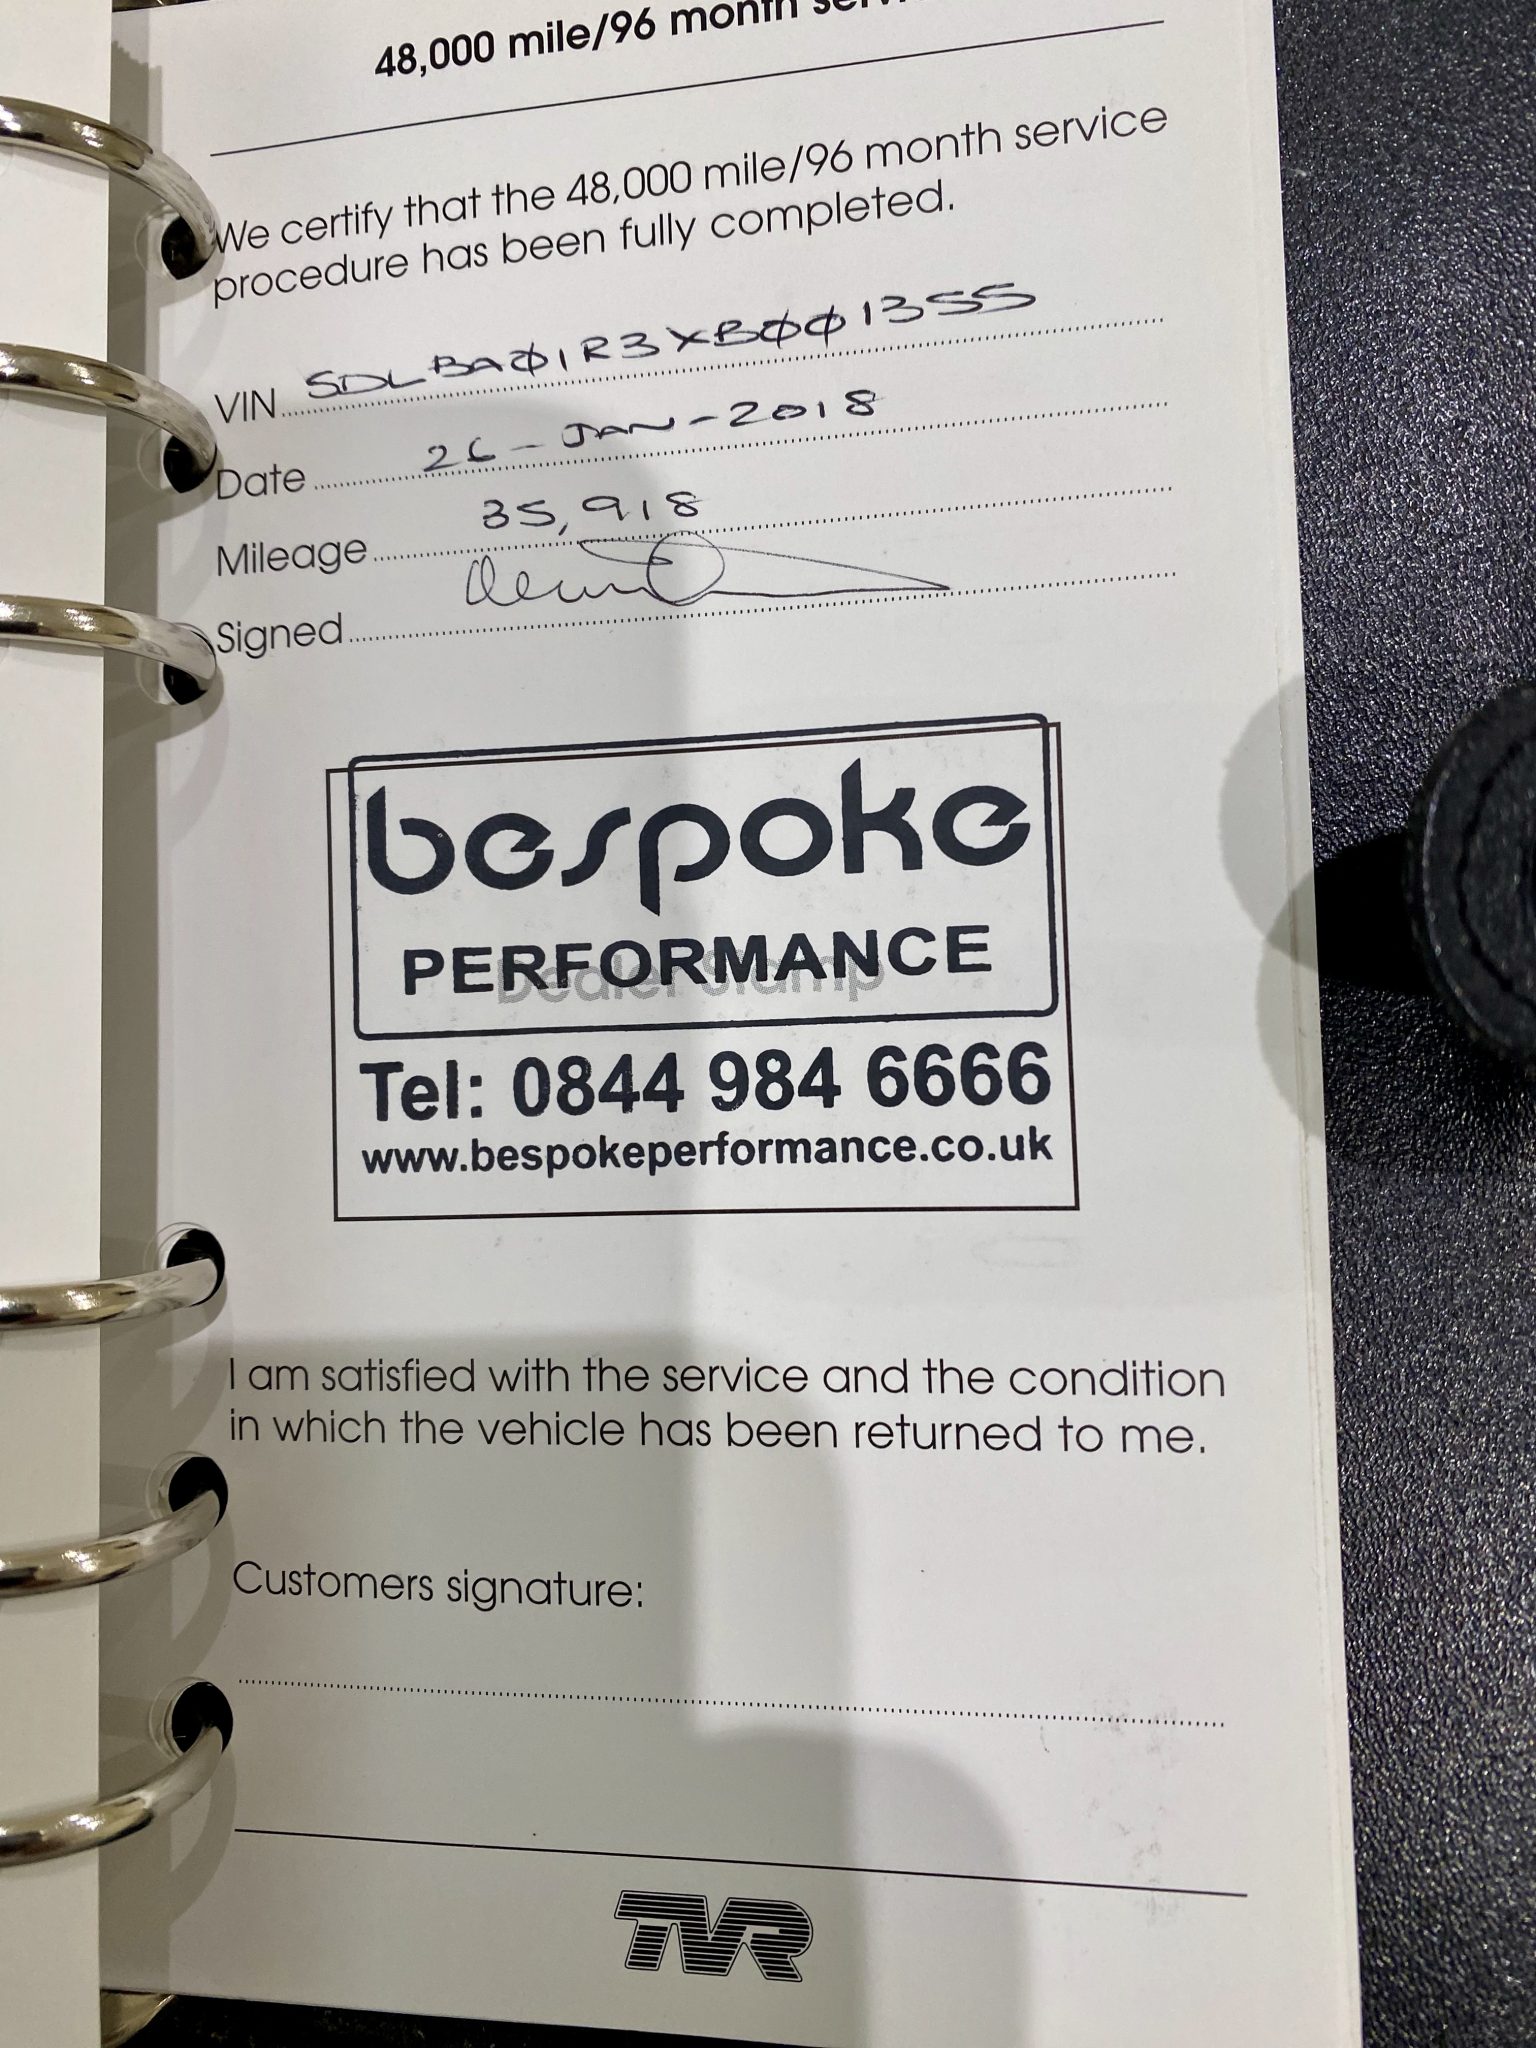 48,000 mile/96 month
We certify that the 48,000 mile/96 month service
procedure has been fully completed.
VIN SDLBA01R3XB001355
Date 26-JAN-2018
Mileage 35,918
Signed
bespoke
PERFORMANCE
Dealer Stamp
Tel: 0844 984 6666
www.bespokeperformance.co.uk
I am satisfied with the service and the condition
in which the vehicle has been returned to me.
Customers signature:
TVR